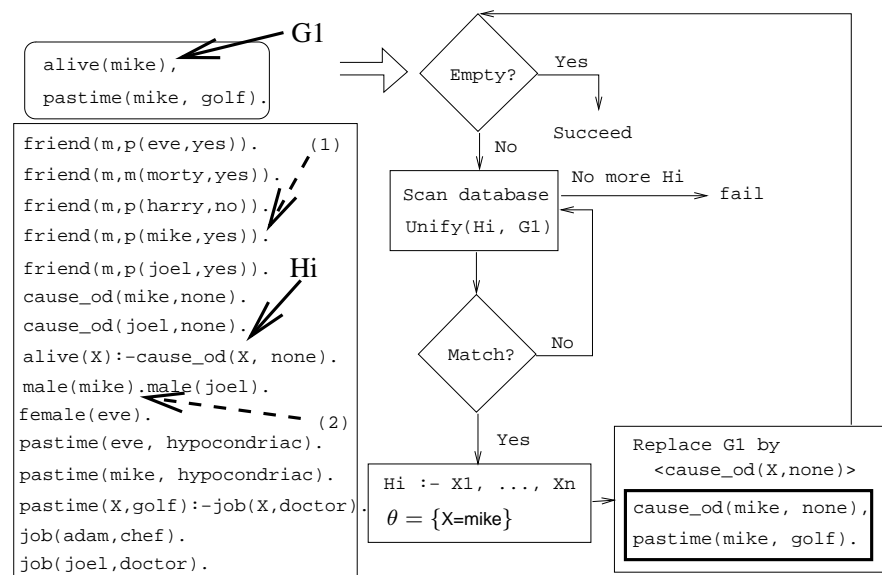 G1
alive(mike),
pastime(mike, golf).
friend(m,p(eve,yes)). (1)
friend(m,m(morty,yes)).
friend(m,p(harry,no)).
friend(m,p(mike,yes)).
friend(m,p(joel,yes)).
Hi
cause_od(mike,none).
cause_od(joel,none).
alive(X):-cause_od(X, none).
male(mike).male(joel).
female(eve). (2)
pastime(eve, hypocondriac).
pastime(mike, hypocondriac).
pastime(X,golf):-job(X,doctor).
job(adam,chef).
job(joel,doctor).
Empty?
Yes
Succeed
No
Scan database
Unify(Hi, G1)
No more Hi
fail
Match?
No
Yes
Hi :- X1, ..., Xn
θ = {X=mike}
Replace G1 by
<cause_od(X,none)>
cause_od(mike, none),
pastime(mike, golf).